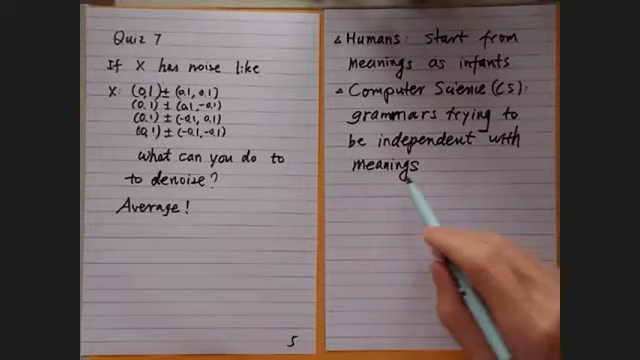 Quiz 7
If X has noise like
X: (0,1) ± (0.1, 0.1)
(0,1) ± (0.1, -0.1)
(0,1) ± (-0.1, 0.1)
(0,1) ± (-0.1, -0.1)
what can you do to
to denoize?
Average!
5
△ Humans: start from
meanings as infants
△ Computer Science (CS):
grammars trying to
be independent with
meanings